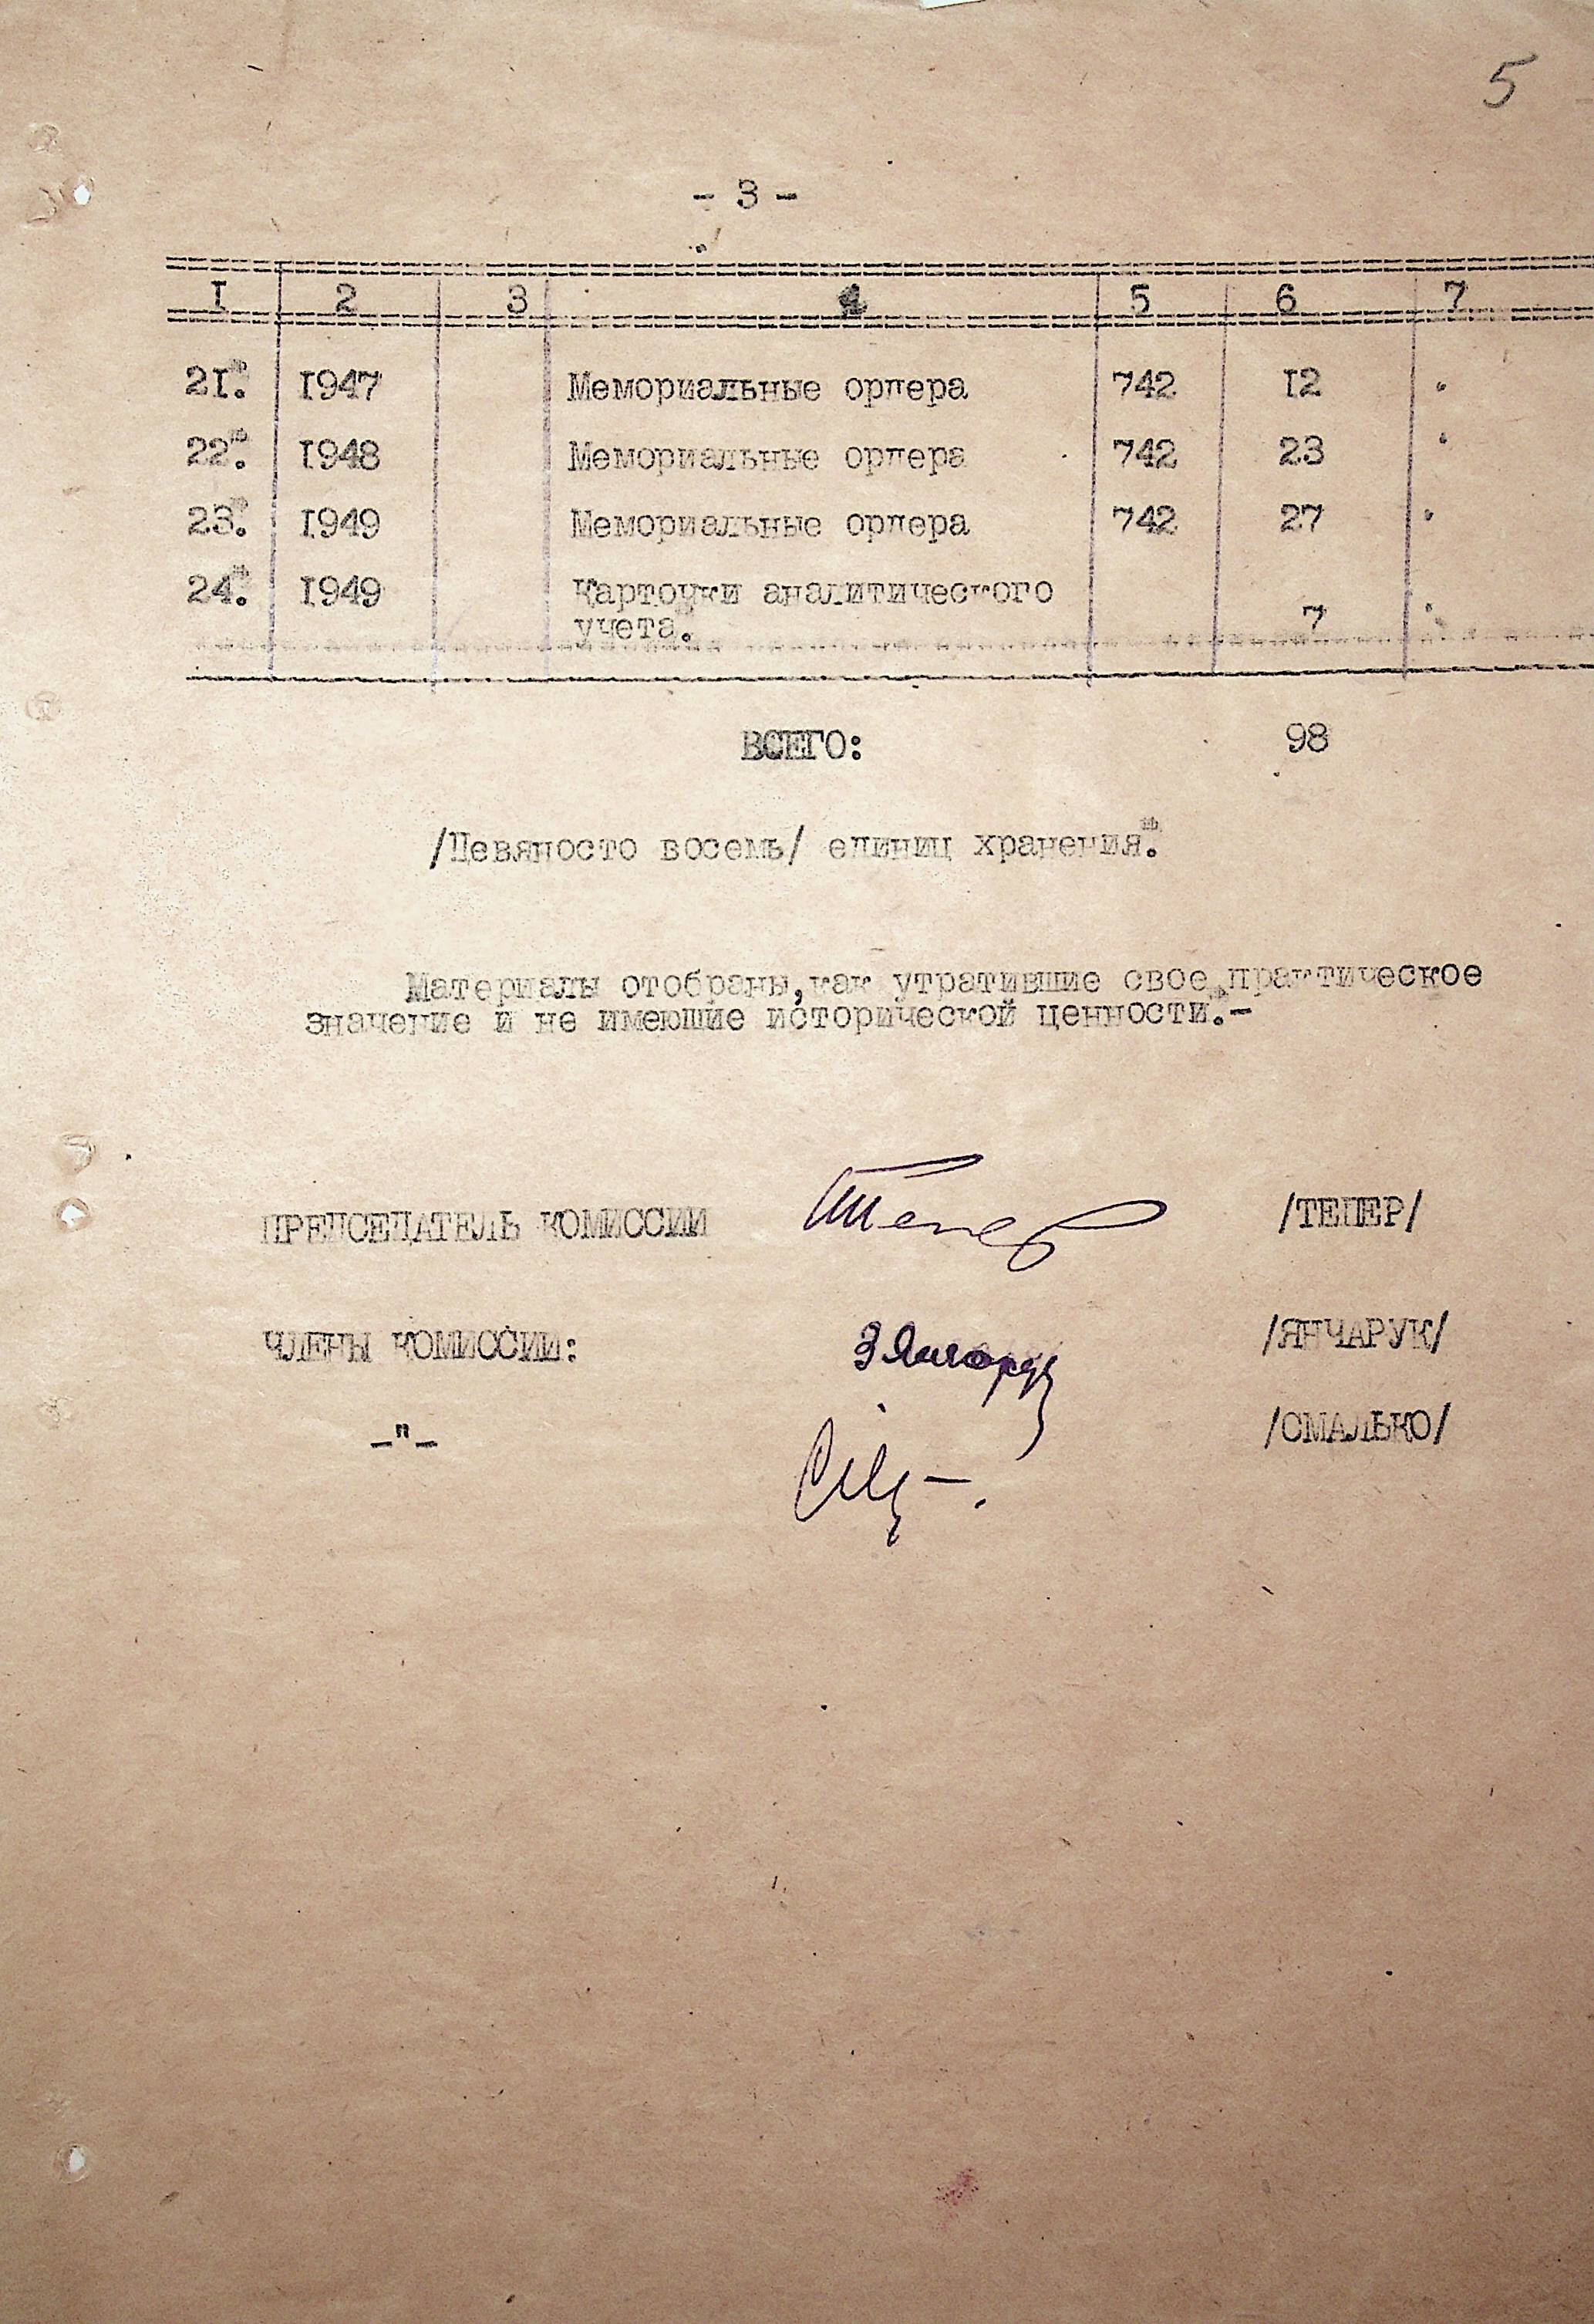 5
- 3 -
I 2 3 4 5 6 7
21. 1947 Мемориальные ордера 742 12
22. 1948 Мемориальные ордера 742 23
23. 1949 Мемориальные ордера 742 27
24. 1949 Карточки аналитического
учета. 7
ВСЕГО: 98
/Девяносто восемь/ единиц хранения.
Материалы отобраны,как утратившие свое практическое
значение и не имеющие исторической ценности.-
ПРЕДСЕДАТЕЛЬ КОМИССИИ Тепер /ТЕПЕР/
ЧЛЕНЫ КОМИССИИ: З Янчарук /ЯНЧАРУК/
-"- /СМАЛЬКО/